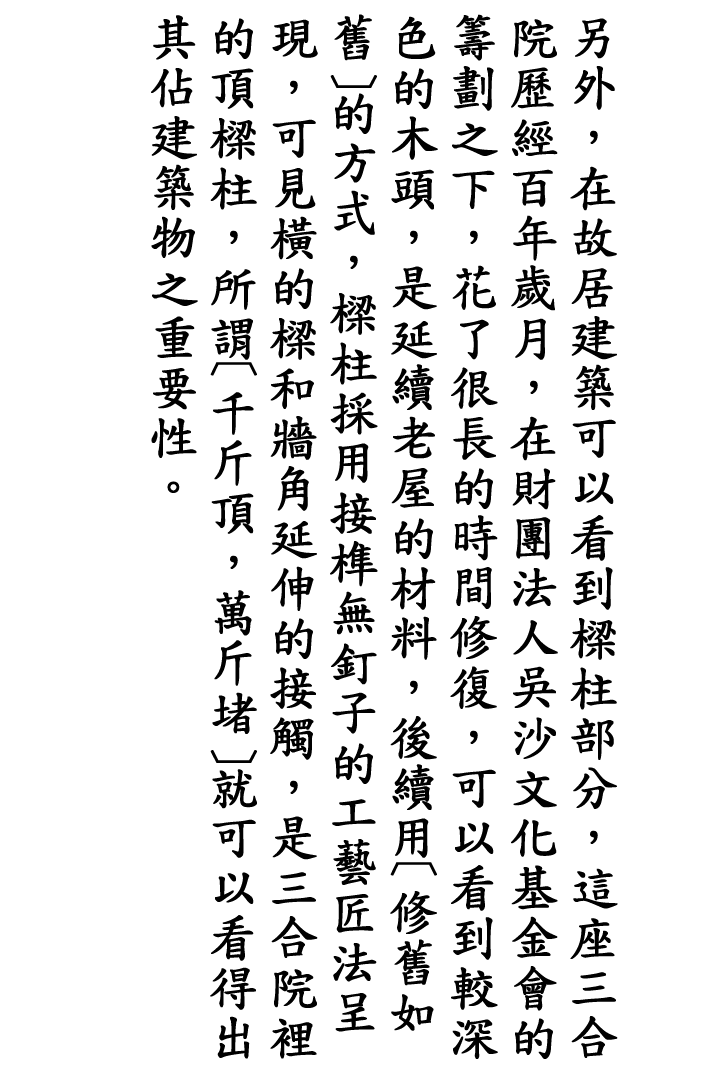 另外，在故居建築可以看到樑柱部分，這座三合
院歷經百年歲月，在財團法人吳沙文化基金會的
籌劃之下，花了很長的時間修復，可以看到較深
色的木頭，是延續老屋的材料，後續用〔修舊如
舊〕的方式，樑柱採用接榫無釘子的工藝匠法呈
現，可見橫的樑和牆角延伸的接觸，是三合院裡
的頂樑柱，所謂〔千斤頂，萬斤堵〕就可以看得出
其佔建築物之重要性。